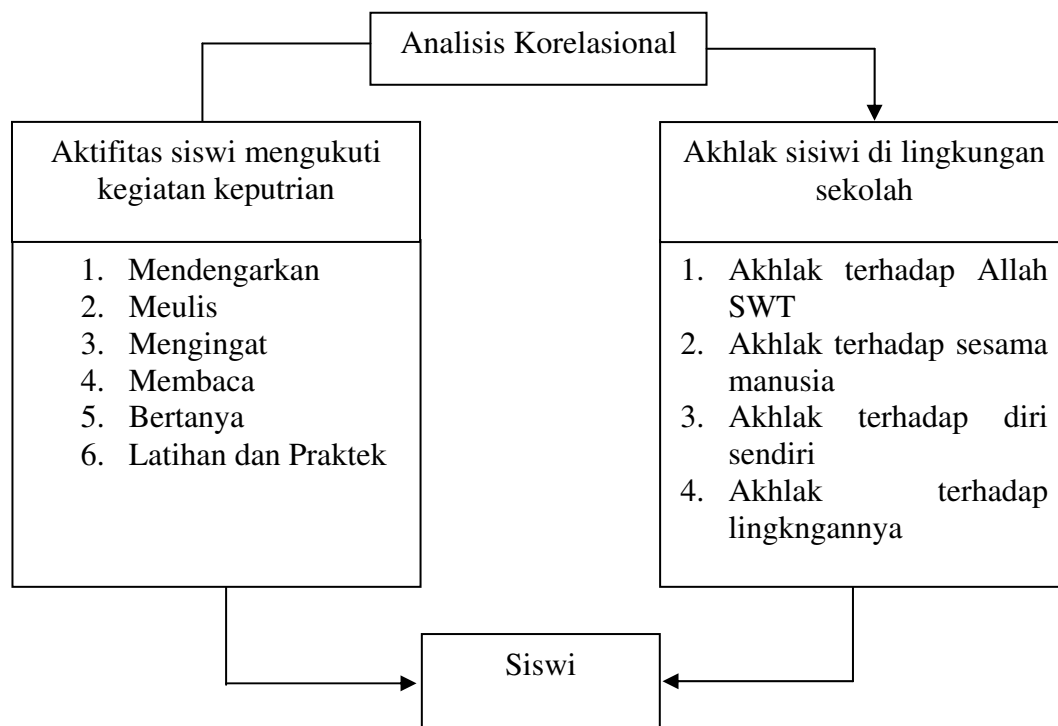 Analisis Korelasional
Aktifitas siswi mengukuti
kegiatan keputrian
1. Mendengarkan
2. Meulis
3. Mengingat
4. Membaca
5. Bertanya
6. Latihan dan Praktek
Akhlak sisiwi di lingkungan
sekolah
1. Akhlak terhadap Allah
SWT
2. Akhlak terhadap sesama
manusia
3. Akhlak terhadap diri
sendiri
4. Akhlak terhadap
lingkngannya
Siswi